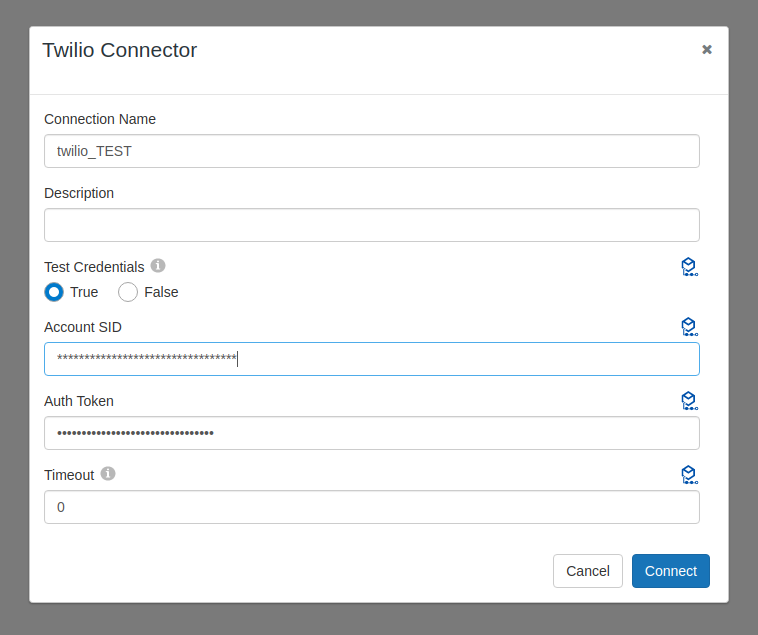 Twilio Connector
Connection Name
twilio_TEST
Description
Test Credentials
True
False
Account SID
*********************************
Auth Token
••••••••••••••••••••••••••••••••
Timeout
0
Cancel
Connect